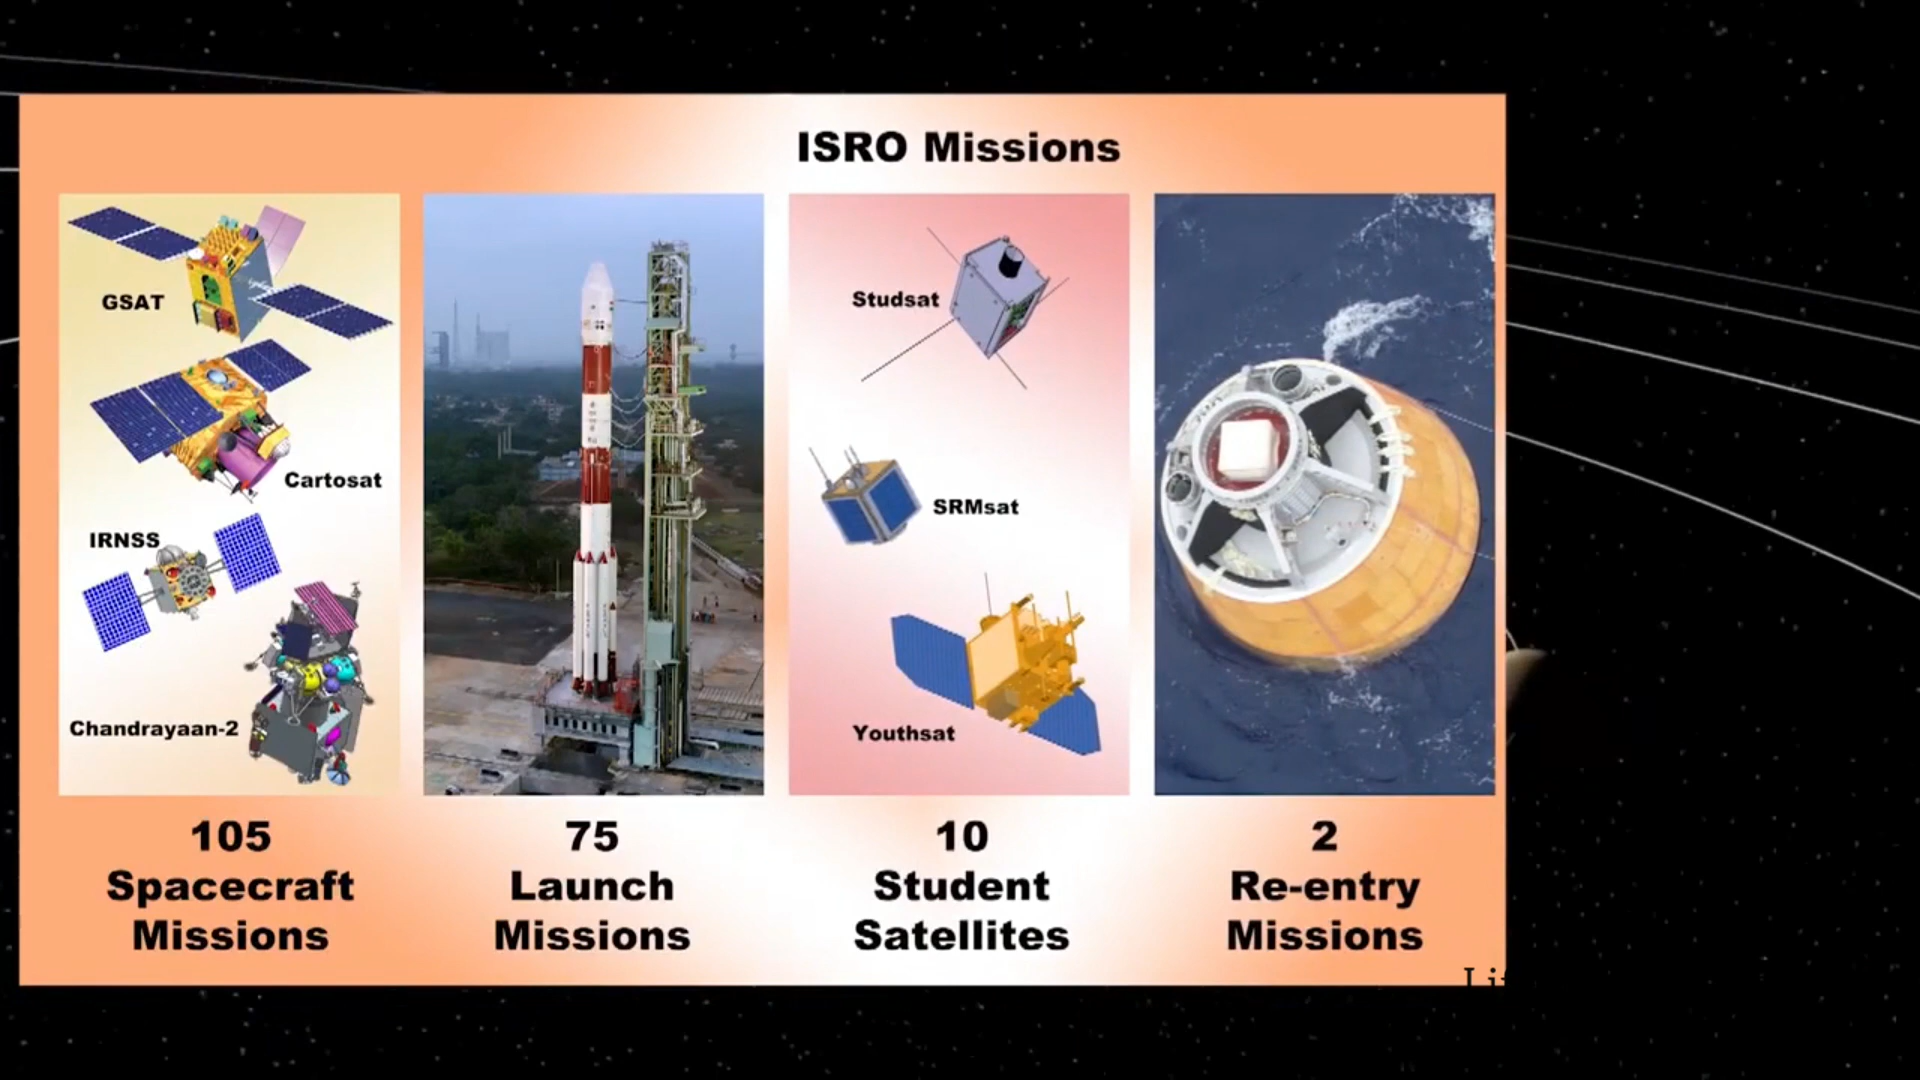 ISRO Missions
GSAT
Cartosat
IRNSS
Chandrayaan-2
Studsat
SRMsat
Youthsat
105
Spacecraft
Missions
75
Launch
Missions
10
Student
Satellites
2
Re-entry
Missions